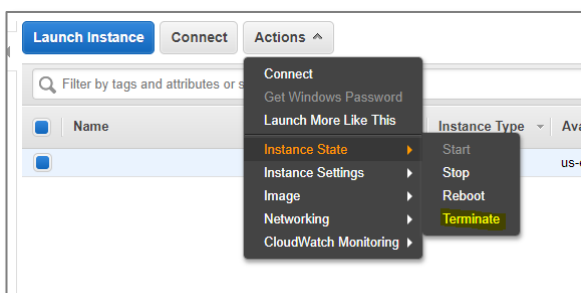 Launch Instance Connect Actions
Filter by tags and attributes or s
Name Instance Type Ava
us-
Connect
Get Windows Password
Launch More Like This
Instance State
Instance Settings
Image
Networking
CloudWatch Monitoring
Start
Stop
Reboot
Terminate